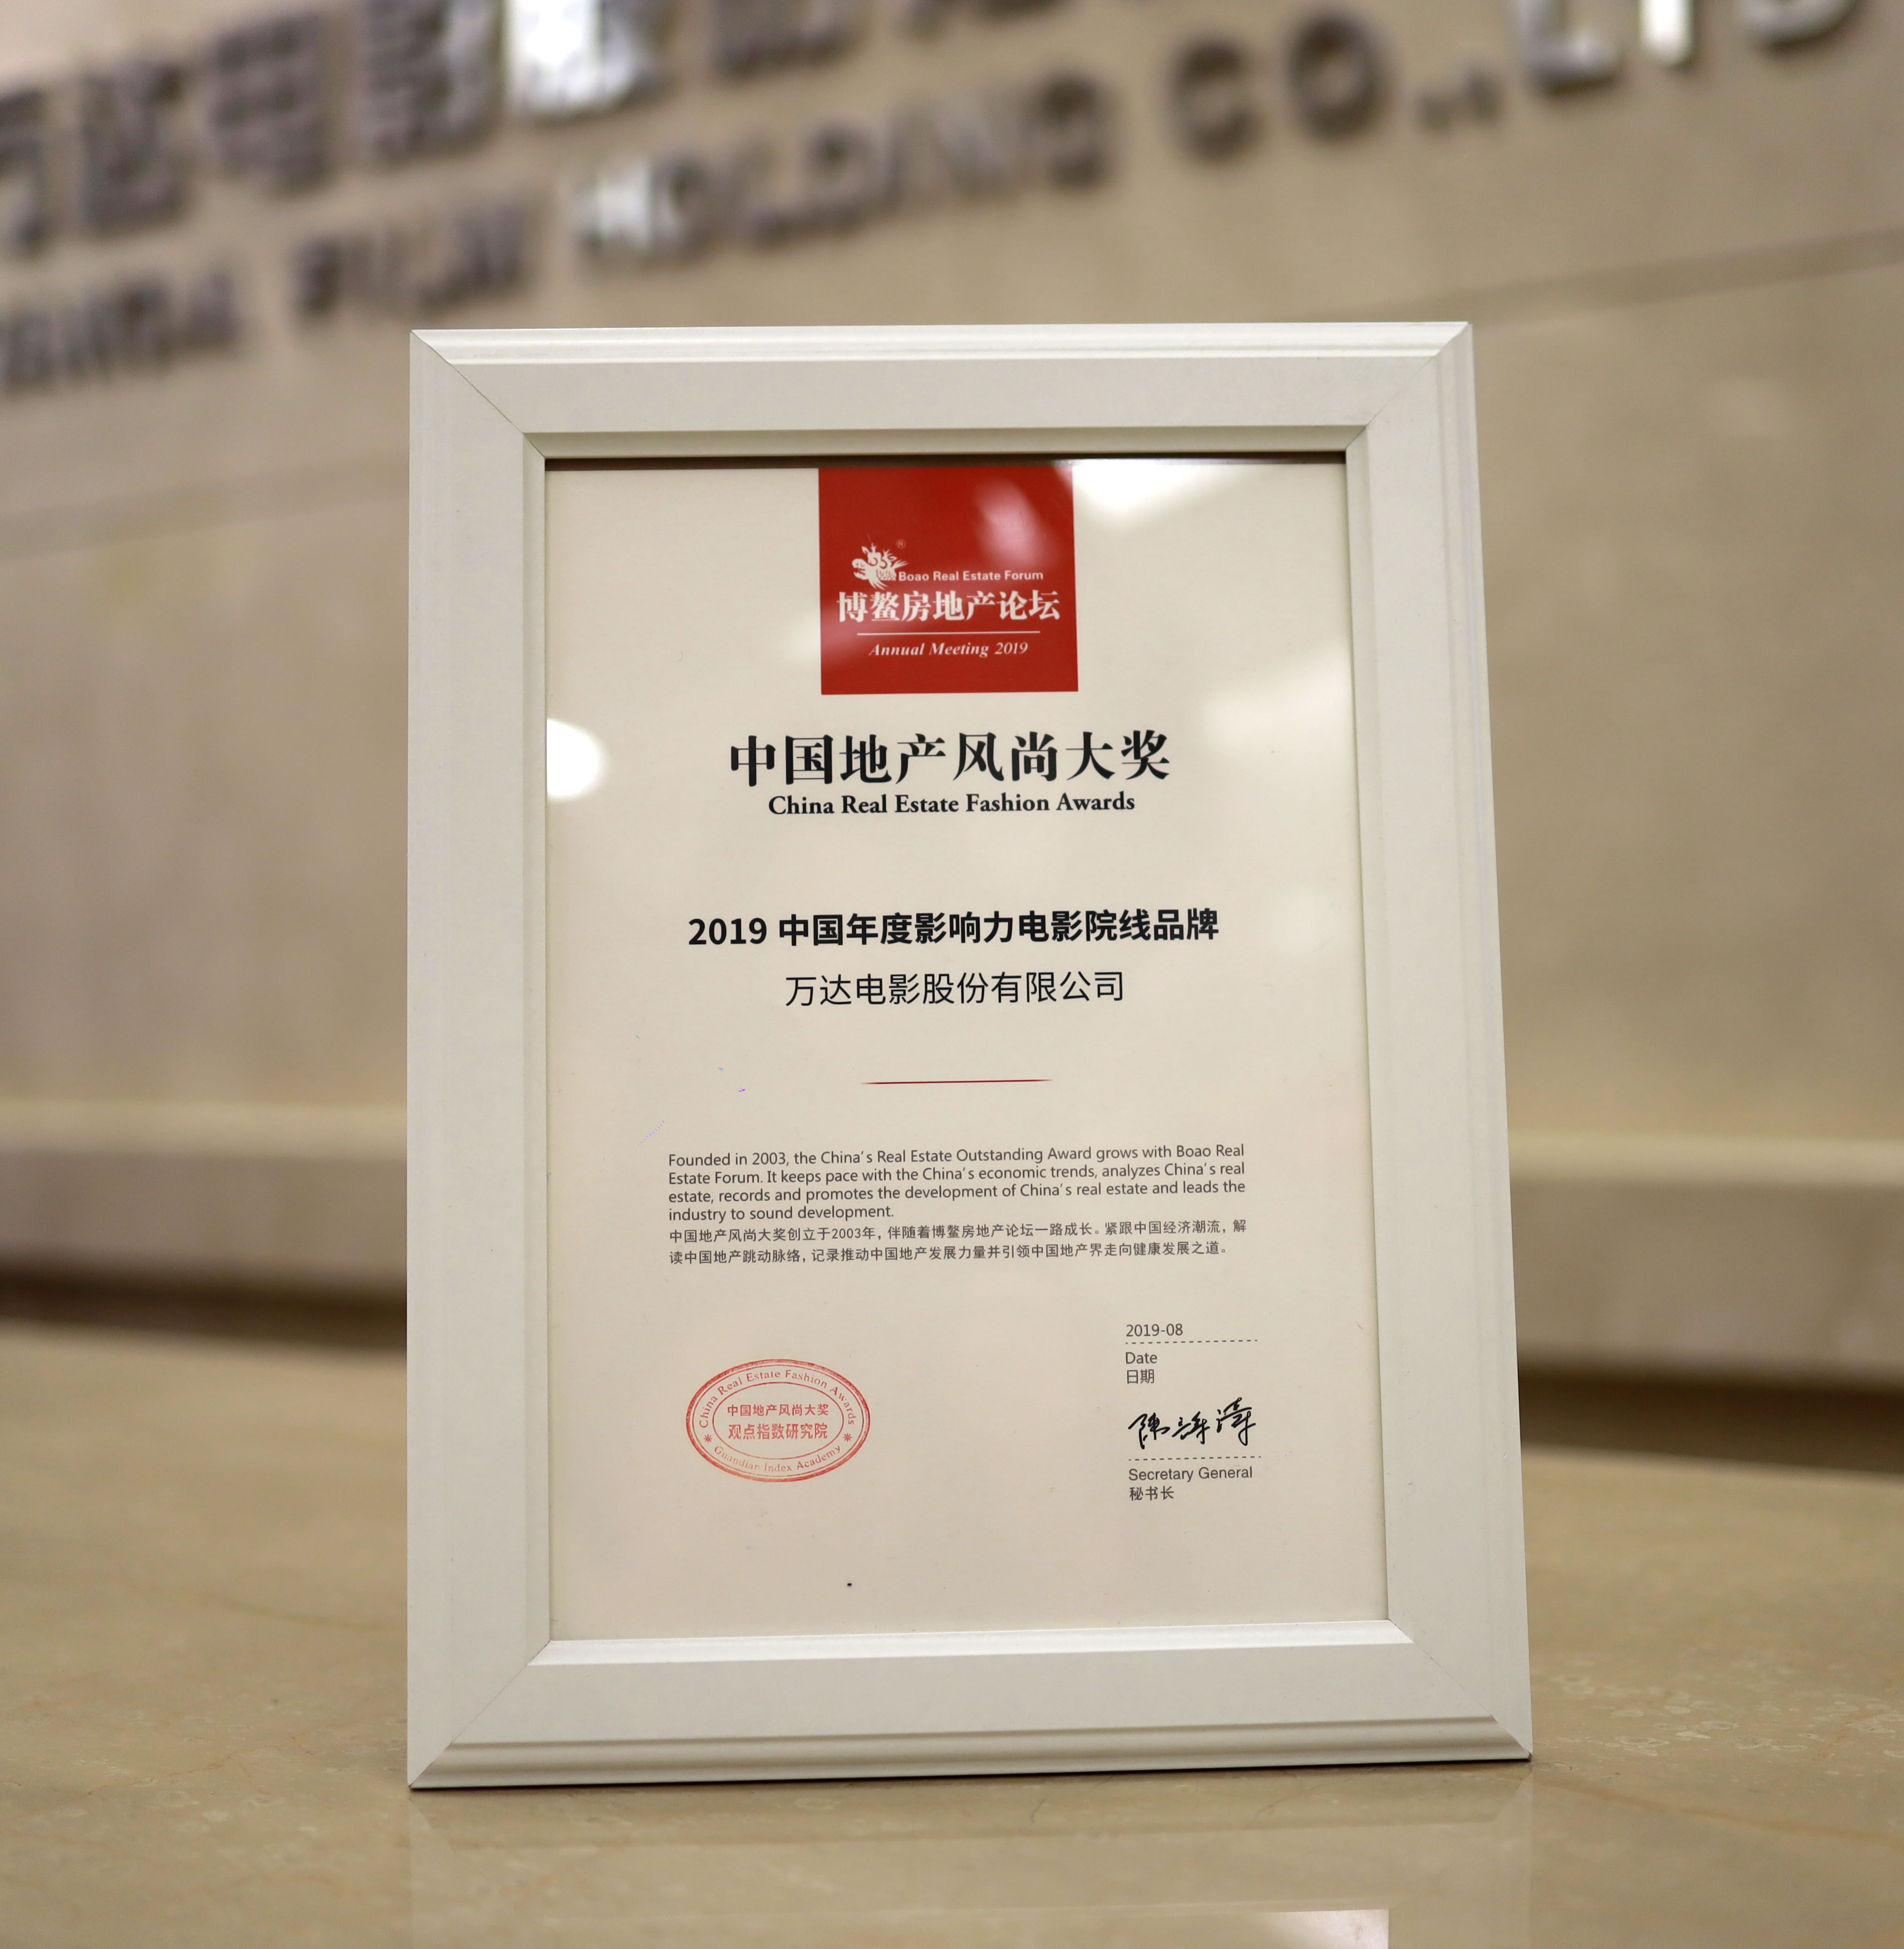 万达电影
FILM HOLDING CO., LTD
®
Boao Real Estate Forum
博鳌房地产论坛
Annual Meeting 2019
中国地产风尚大奖
China Real Estate Fashion Awards
2019 中国年度影响力电影院线品牌
万达电影股份有限公司
Founded in 2003, the China's Real Estate Outstanding Award grows with Boao Real
Estate Forum. It keeps pace with the China's economic trends, analyzes China's real
estate, records and promotes the development of China's real estate and leads the
industry to sound development.
中国地产风尚大奖创立于2003年，伴随着博鳌房地产论坛一路成长。紧跟中国经济潮流，解
读中国地产跳动脉络，记录推动中国地产发展力量并引领中国地产界走向健康发展之道。
2019-08
Date
日期
China Real Estate Fashion Awards
中国地产风尚大奖
观点指数研究院
Guandian Index Academy
Secretary General
秘书长